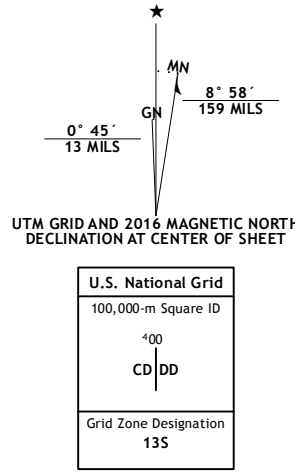 MN
8° 58´
159 MILS
GN
0° 45´
13 MILS
UTM GRID AND 2016 MAGNETIC NORTH
DECLINATION AT CENTER OF SHEET
U.S. National Grid
100,000-m Square ID
⁴00
CD DD
Grid Zone Designation
13S